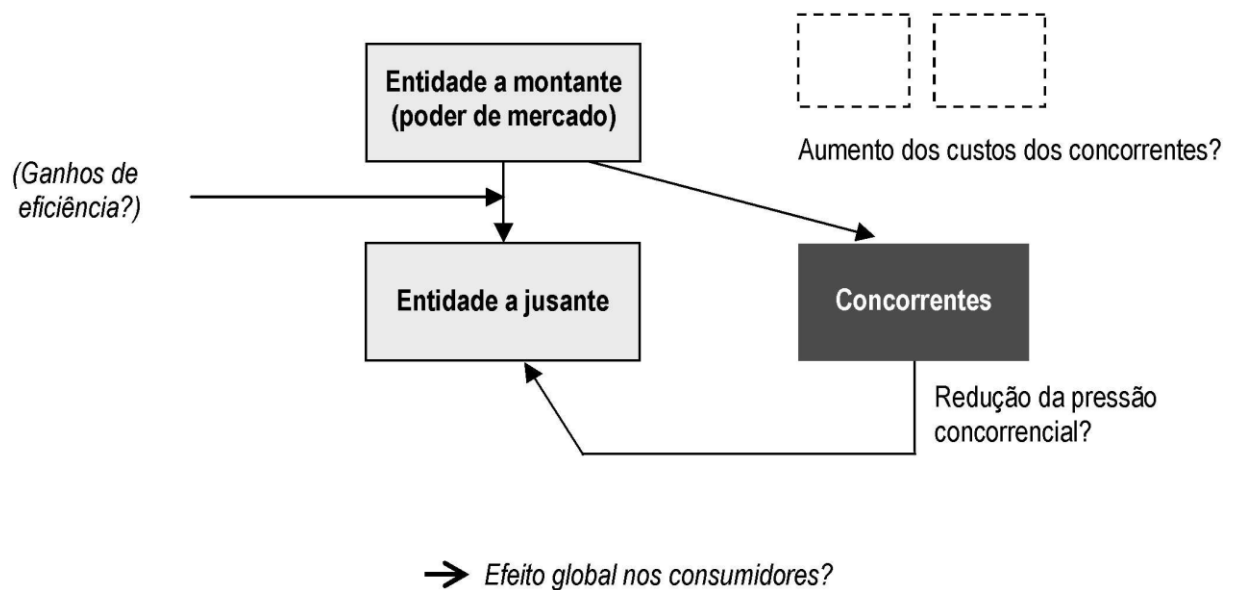 Entidade a montante
(poder de mercado)
Aumento dos custos dos concorrentes?
(Ganhos de
eficiência?)
Entidade a jusante
Concorrentes
Redução da pressão
concorrencial?
Efeito global nos consumidores?